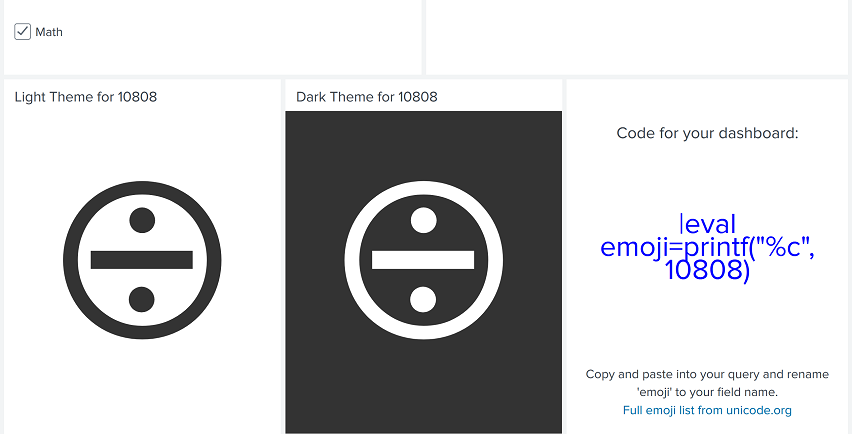 Math
Light Theme for 10808
Dark Theme for 10808
Code for your dashboard:
|eval
emoji=printf("%c",
10808)
Copy and paste into your query and rename
'emoji' to your field name.
Full emoji list from unicode.org